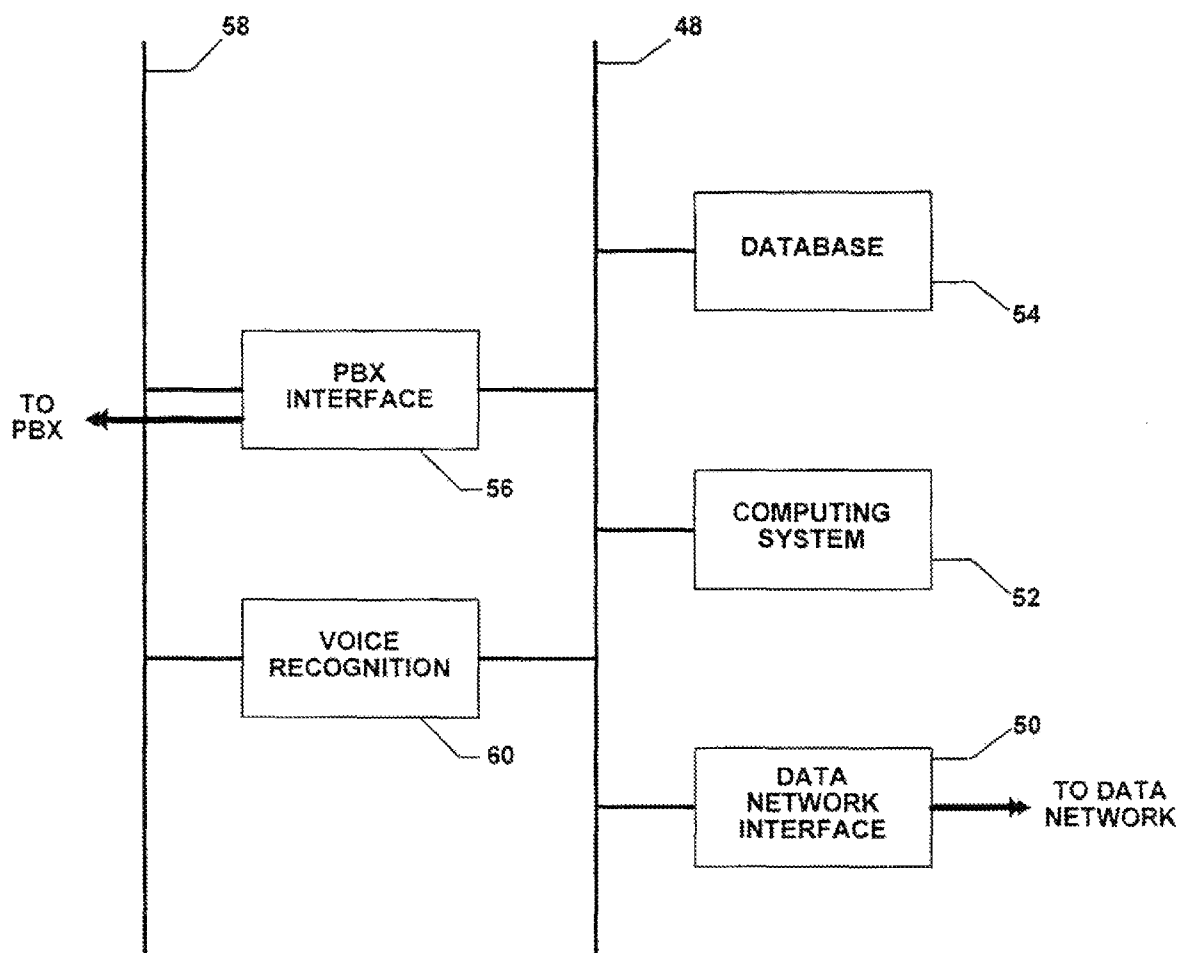 58
48
DATABASE
54
PBX
INTERFACE
TO
PBX
56
COMPUTING
SYSTEM
52
VOICE
RECOGNITION
60
50
DATA
NETWORK
INTERFACE
TO DATA
NETWORK